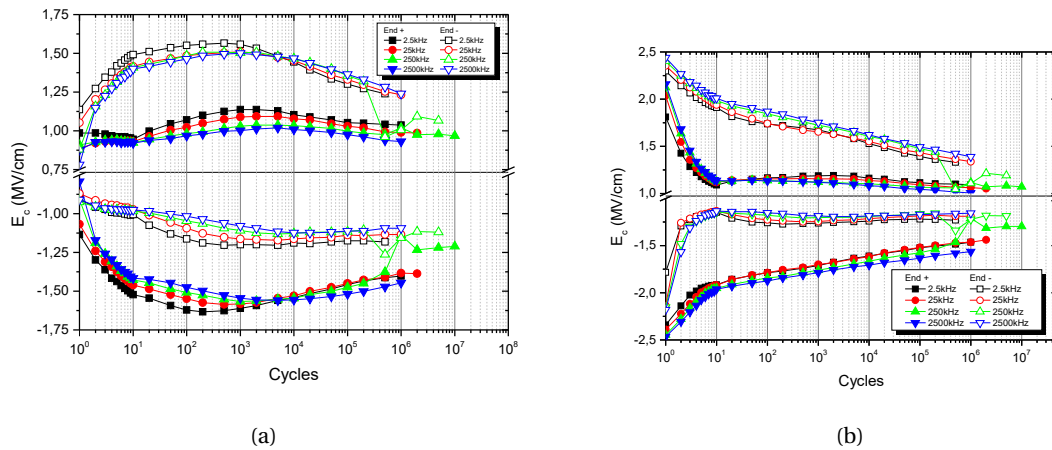 1,75
1,50
1,25
1,00
0,75
-1,00
-1,25
-1,50
-1,75
E_c (MV/cm)
10^0 10^1 10^2 10^3 10^4 10^5 10^6 10^7 10^8
Cycles
End + End -
2.5kHz 2.5kHz
25kHz 25kHz
250kHz 250kHz
2500kHz 2500kHz
(a)
2,5
2,0
1,5
1,0
-1,5
-2,0
-2,5
E_c (MV/cm)
10^0 10^1 10^2 10^3 10^4 10^5 10^6 10^7
Cycles
End + End -
2.5kHz 2.5kHz
25kHz 25kHz
250kHz 250kHz
2500kHz 2500kHz
(b)